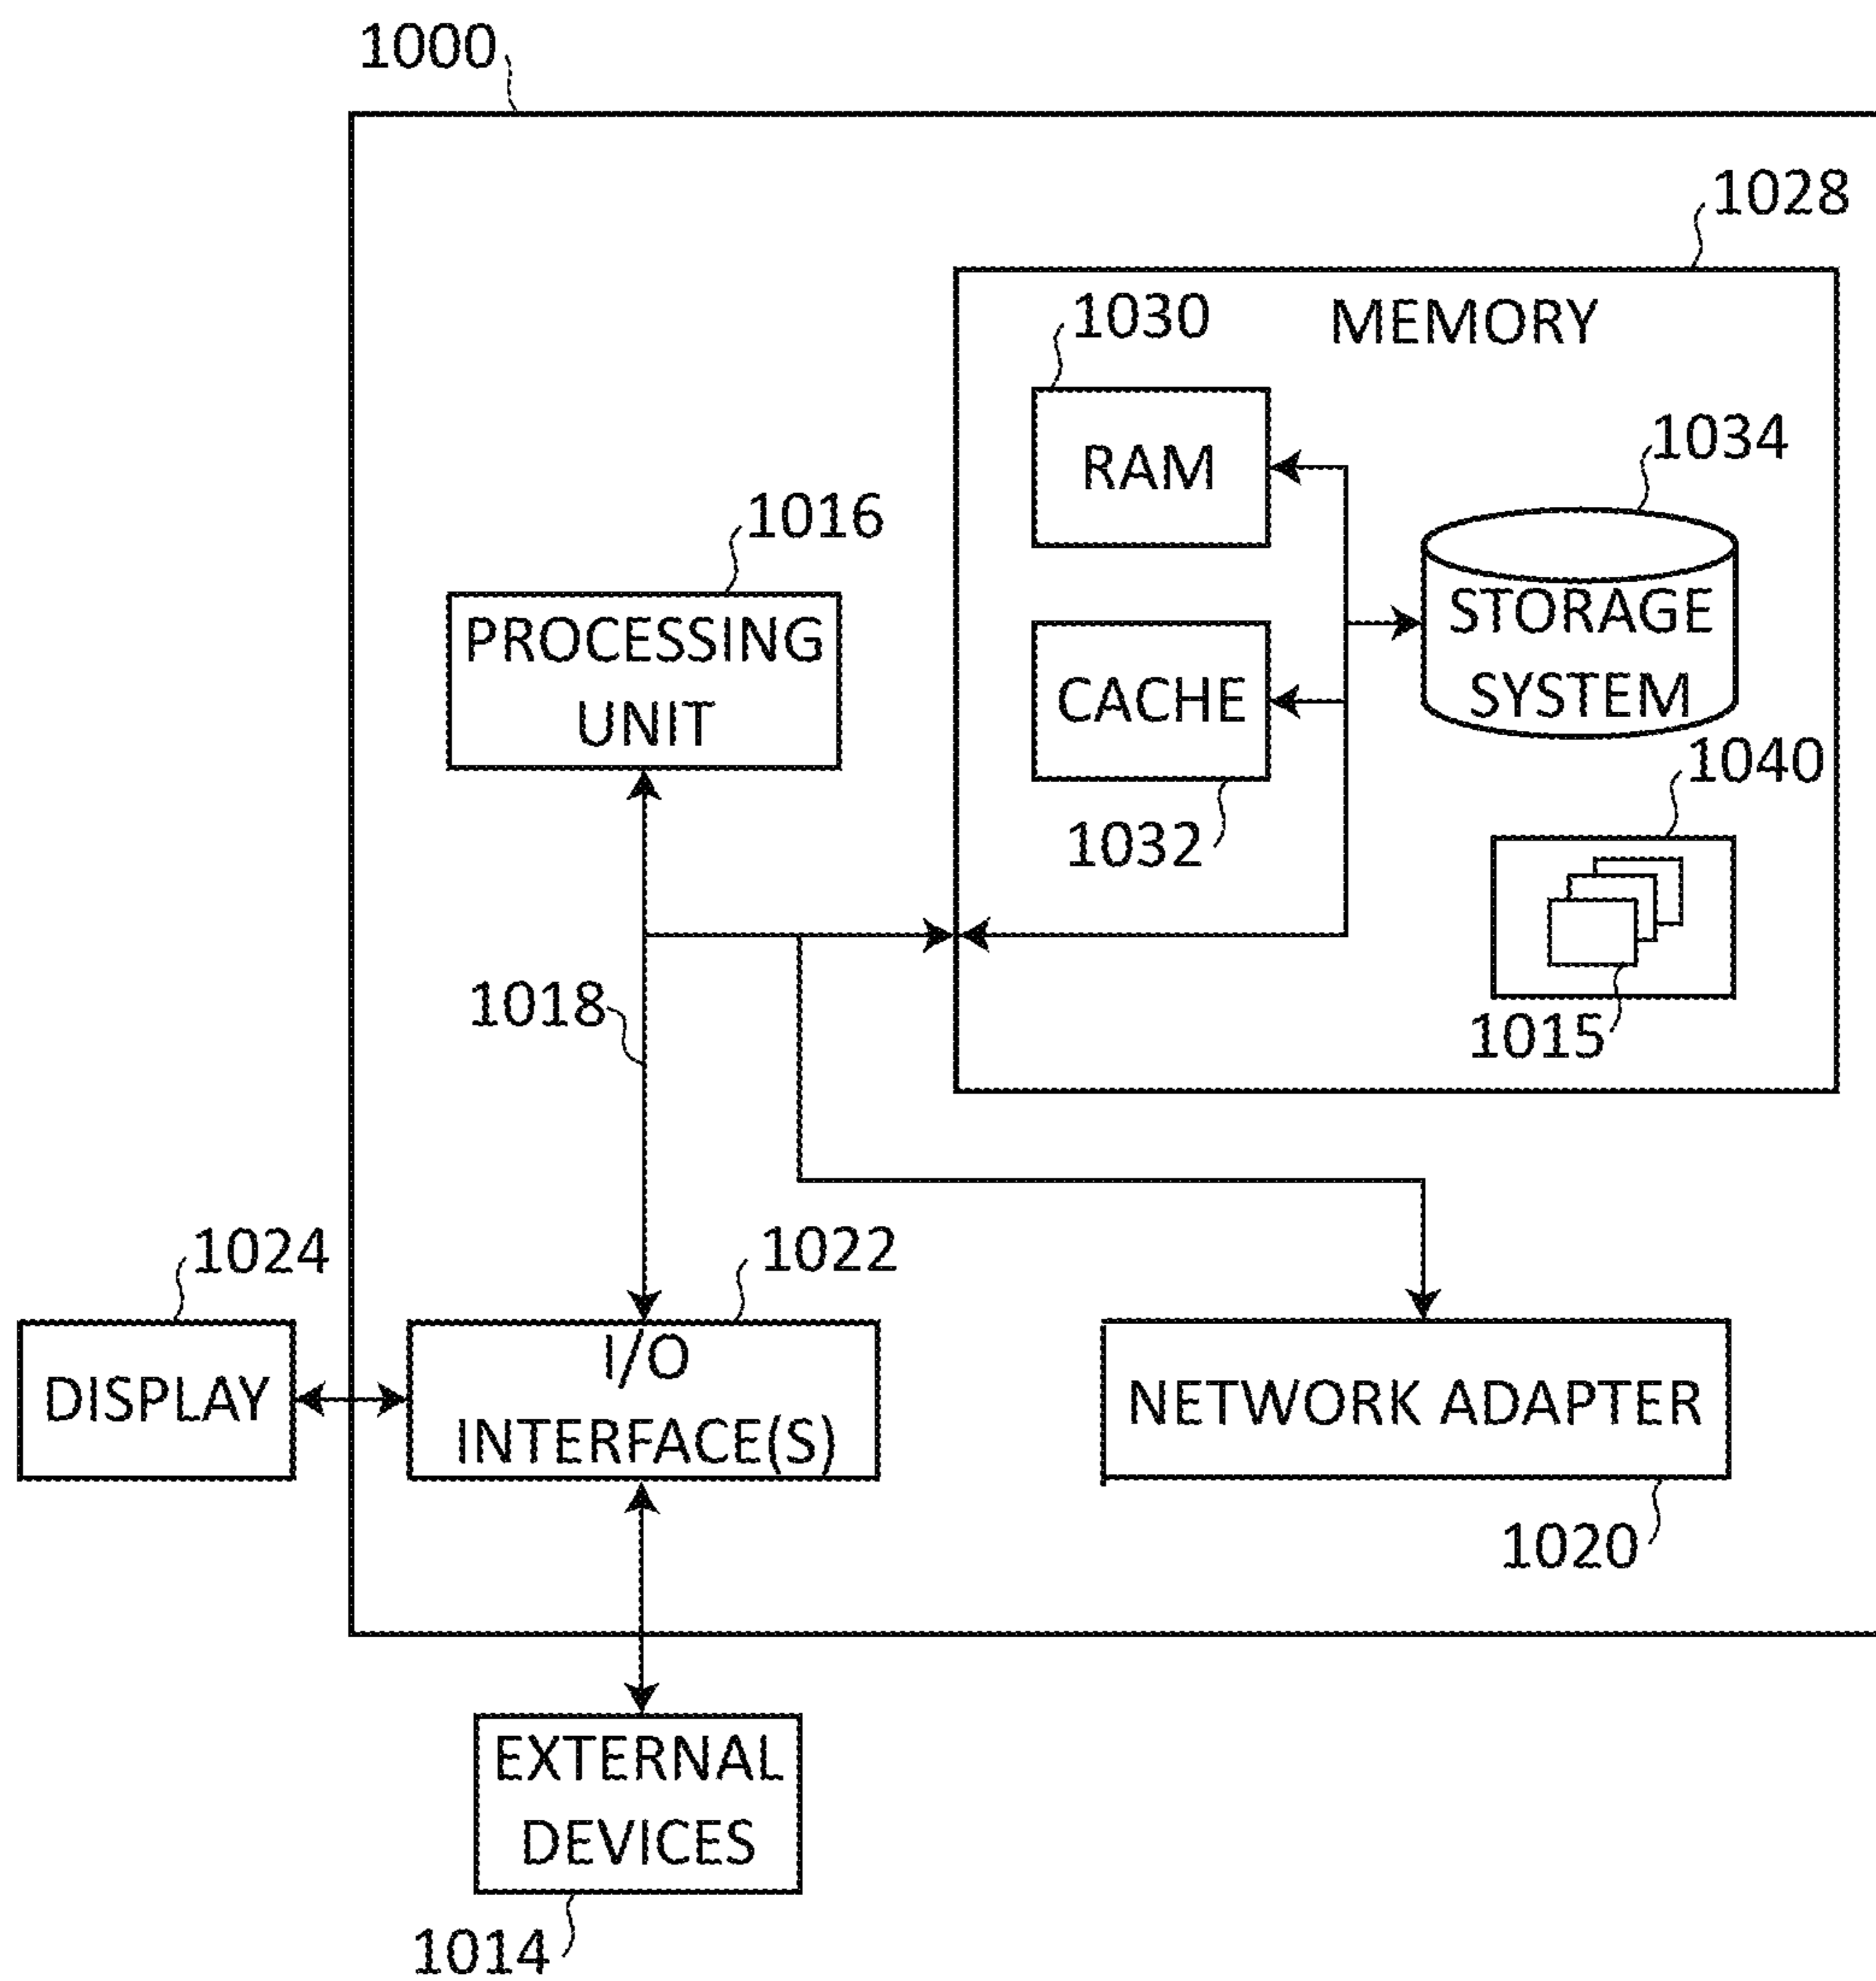 1000
1028
MEMORY
1030
RAM
1034
STORAGE
SYSTEM
1016
PROCESSING
UNIT
CACHE
1032
1040
1015
1018
1024
DISPLAY
1022
I/O
INTERFACE(S)
NETWORK ADAPTER
1020
EXTERNAL
DEVICES
1014